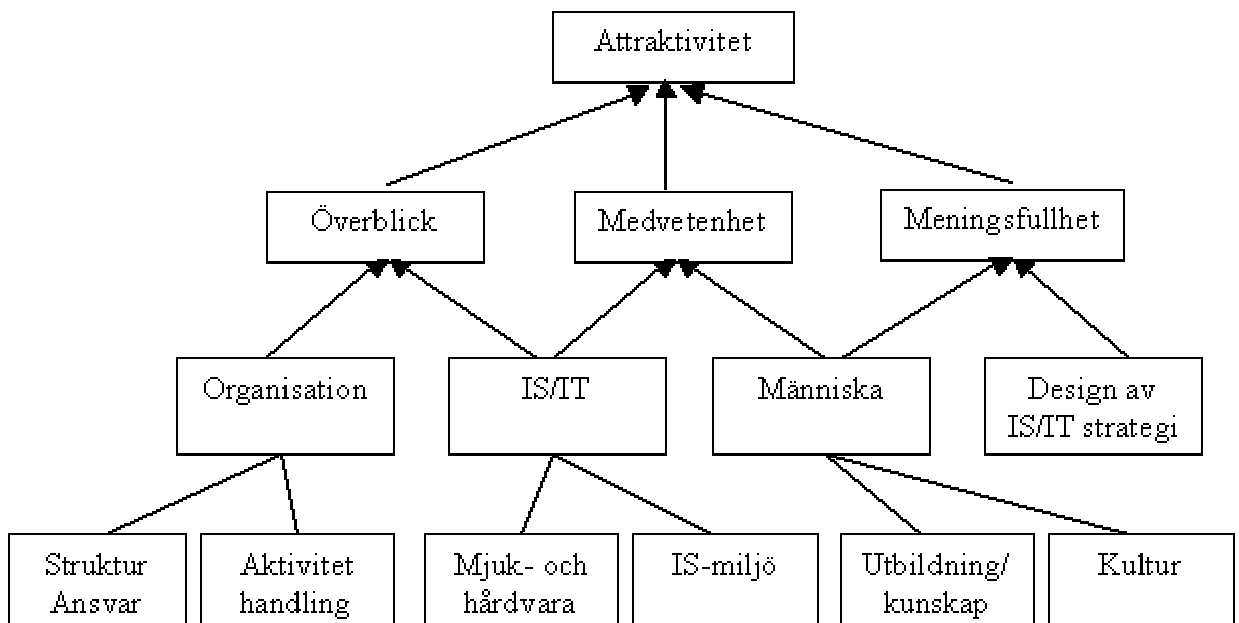 Attraktivitet
Överblick
Medvetenhet
Meningsfullhet
Organisation
IS/IT
Människa
Design av
IS/IT strategi
Struktur
Ansvar
Aktivitet
handling
Mjuk- och
hårdvara
IS-miljö
Utbildning/
kunskap
Kultur